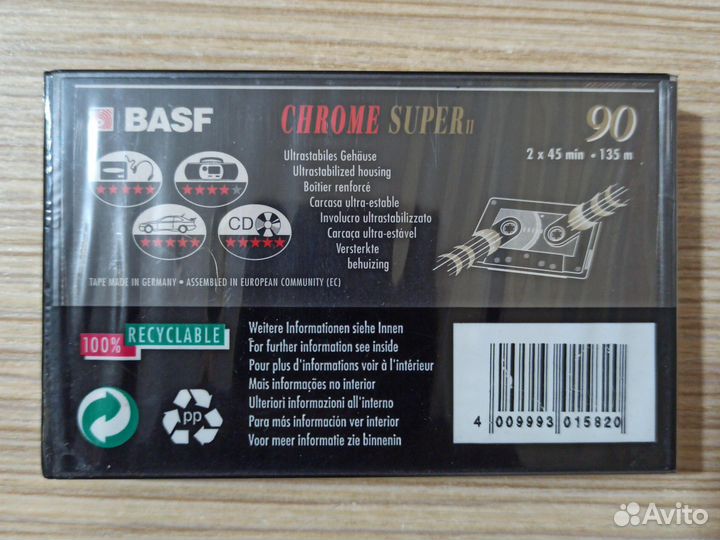 BASF
CHROME SUPER II
90
2 x 45 min • 135 m
Ultrastabiles Gehäuse
Ultrastabilized housing
Boîtier renforcé
Carcasa ultra-estable
Involucro ultrastabilizzato
Carcaça ultra-estável
Versterkte
behuizing
★★★★★
★★★★★
★★★★★
CD
★★★★★
TAPE MADE IN GERMANY • ASSEMBLED IN EUROPEAN COMMUNITY (EC)
100% RECYCLABLE
PP
Weitere Informationen siehe Innen
For further information see inside
Pour plus d'informations voir à l'intérieur
Mais informações no interior
Ulteriori informazioni all'interno
Para más información ver interior
Voor meer informatie zie binnenin
4 009993 015820
Avito